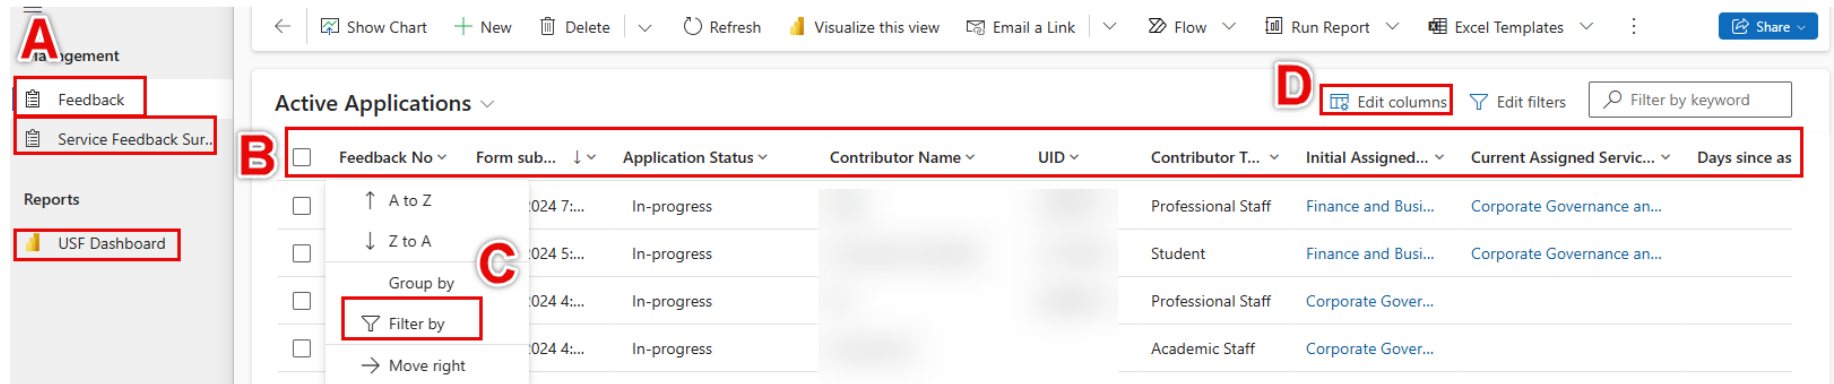 Show Chart New Delete Refresh Visualize this view Email a Link Flow Run Report Excel Templates Share
A
Management
Feedback
Service Feedback Sur...
Reports
USF Dashboard
Active Applications
D
Edit columns Edit filters Filter by keyword
B
Feedback No Form sub... Application Status Contributor Name UID Contributor T... Initial Assigned... Current Assigned Servic... Days since as
A to Z
Z to A
C
Group by
Filter by
Move right
2024 7:... In-progress Professional Staff Finance and Busi... Corporate Governance an...
2024 5:... In-progress Student Finance and Busi... Corporate Governance an...
2024 4:... In-progress Professional Staff Corporate Gover...
2024 4:... In-progress Academic Staff Corporate Gover...